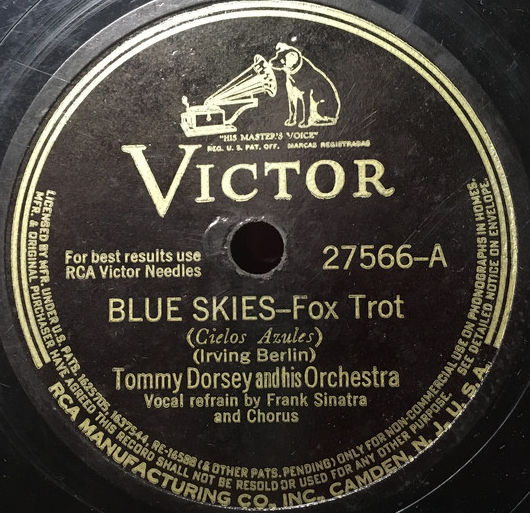 "HIS MASTER'S VOICE"
REG. U. S. PAT. OFF. MARCAS REGISTRADAS
VICTOR
For best results use
RCA Victor Needles
27566-A
BLUE SKIES-Fox Trot
(Cielos Azules)
(Irving Berlin)
Tommy Dorsey and his Orchestra
Vocal refrain by Frank Sinatra
and Chorus
LICENSED BY MFR. UNDER U.S. PATS. 1625705, 1637544, RE-16588 (& OTHER PATS. PENDING) ONLY FOR NON-COMMERCIAL USE ON PHONOGRAPHS IN HOMES.
MFR. & ORIGINAL PURCHASER HAVE AGREED THIS RECORD SHALL NOT BE RESOLD OR USED FOR ANY OTHER PURPOSE. SEE DETAILED NOTICE ON ENVELOPE.
RCA MANUFACTURING CO., INC., CAMDEN, N. J., U. S. A.